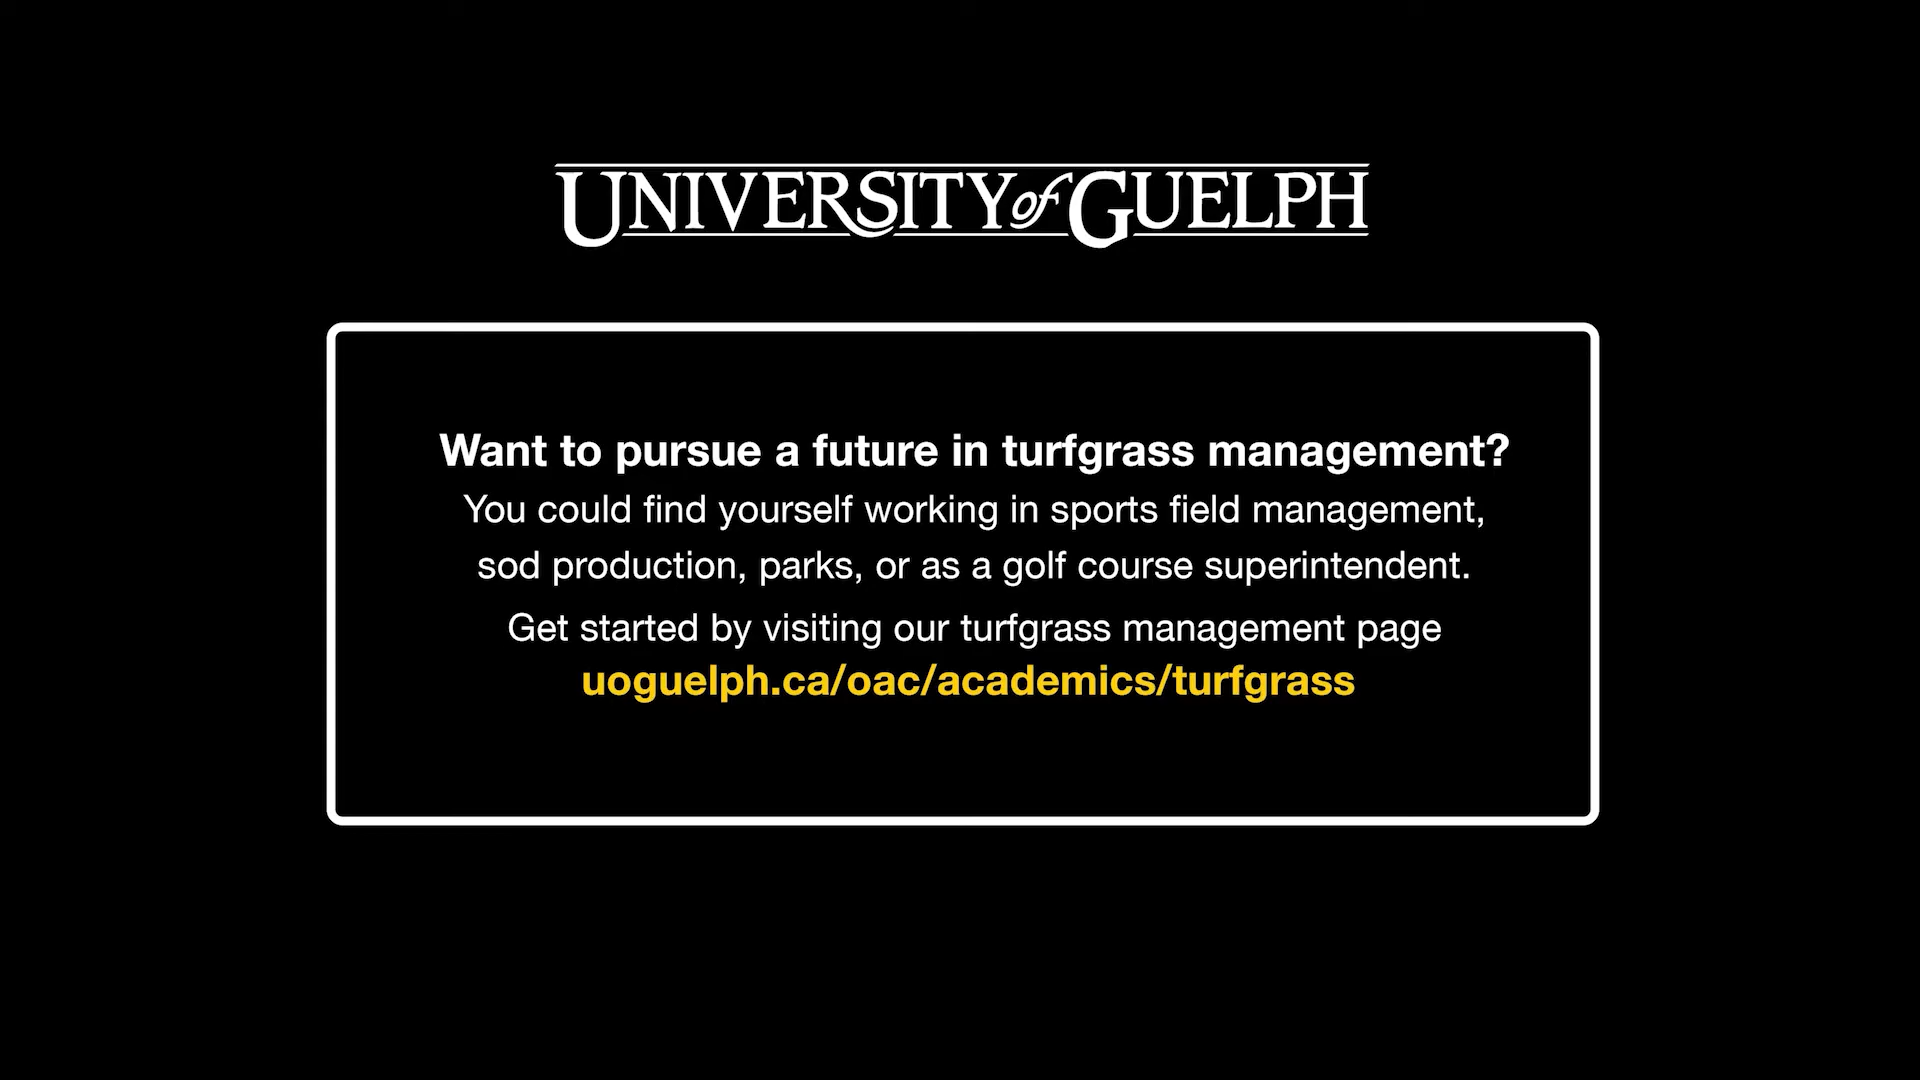 UNIVERSITY of GUELPH
Want to pursue a future in turfgrass management?
You could find yourself working in sports field management,
sod production, parks, or as a golf course superintendent.
Get started by visiting our turfgrass management page
uoguelph.ca/oac/academics/turfgrass